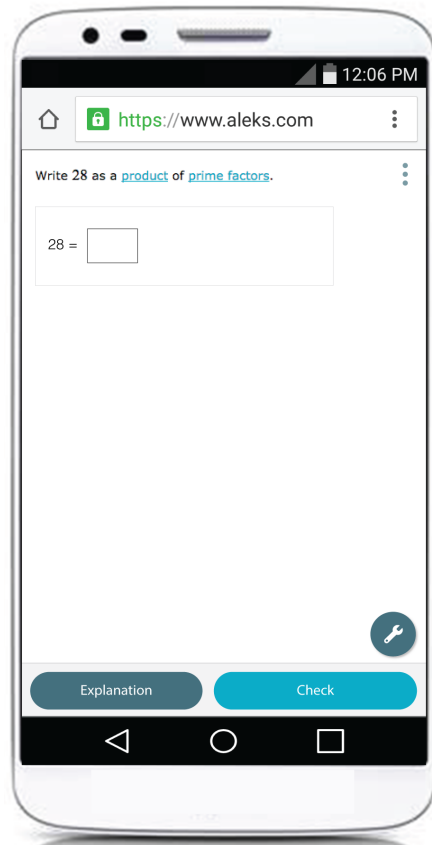 12:06 PM
https://www.aleks.com
Write 28 as a product of prime factors.
28 =
Explanation
Check